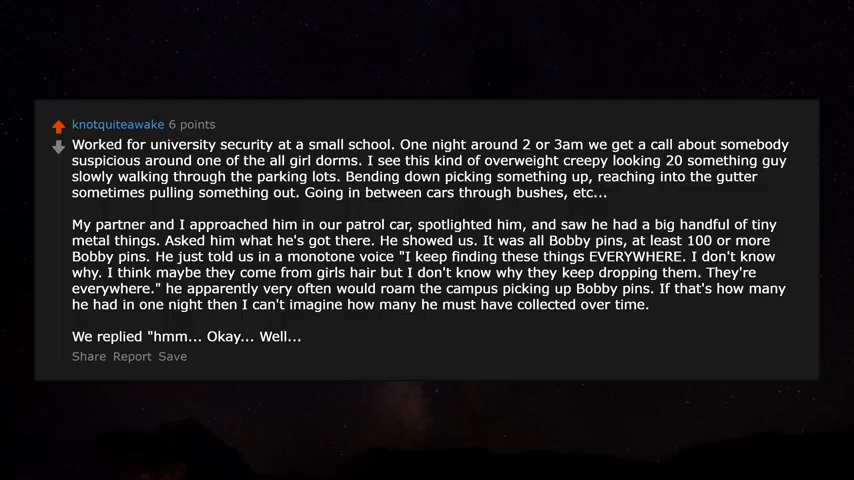 knotquiteawake 6 points
Worked for university security at a small school. One night around 2 or 3am we get a call about somebody
suspicious around one of the all girl dorms. I see this kind of overweight creepy looking 20 something guy
slowly walking through the parking lots. Bending down picking something up, reaching into the gutter
sometimes pulling something out. Going in between cars through bushes, etc...
My partner and I approached him in our patrol car, spotlighted him, and saw he had a big handful of tiny
metal things. Asked him what he's got there. He showed us. It was all Bobby pins, at least 100 or more
Bobby pins. He just told us in a monotone voice "I keep finding these things EVERYWHERE. I don't know
why. I think maybe they come from girls hair but I don't know why they keep dropping them. They're
everywhere." he apparently very often would roam the campus picking up Bobby pins. If that's how many
he had in one night then I can't imagine how many he must have collected over time.
We replied "hmm... Okay... Well...
Share Report Save